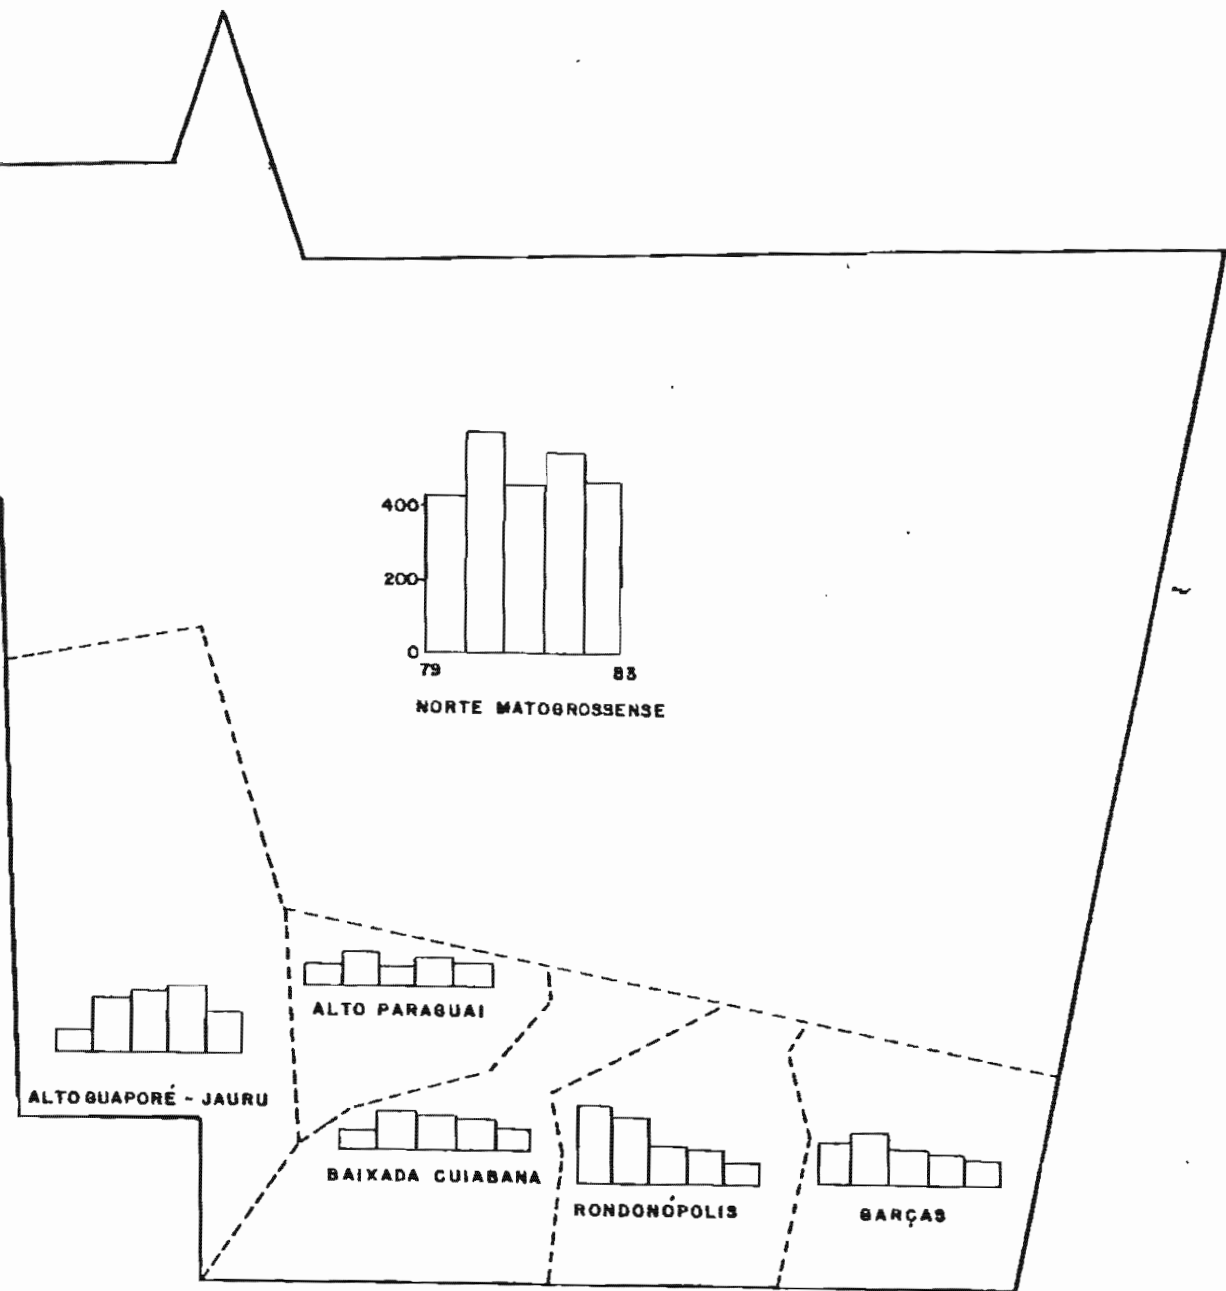 400
200
0
79 83
NORTE MATOGROSSENSE
ALTO PARAGUAI
ALTO GUAPORÉ - JAURU
BAIXADA CUIABANA
RONDONÓPOLIS
GARÇAS